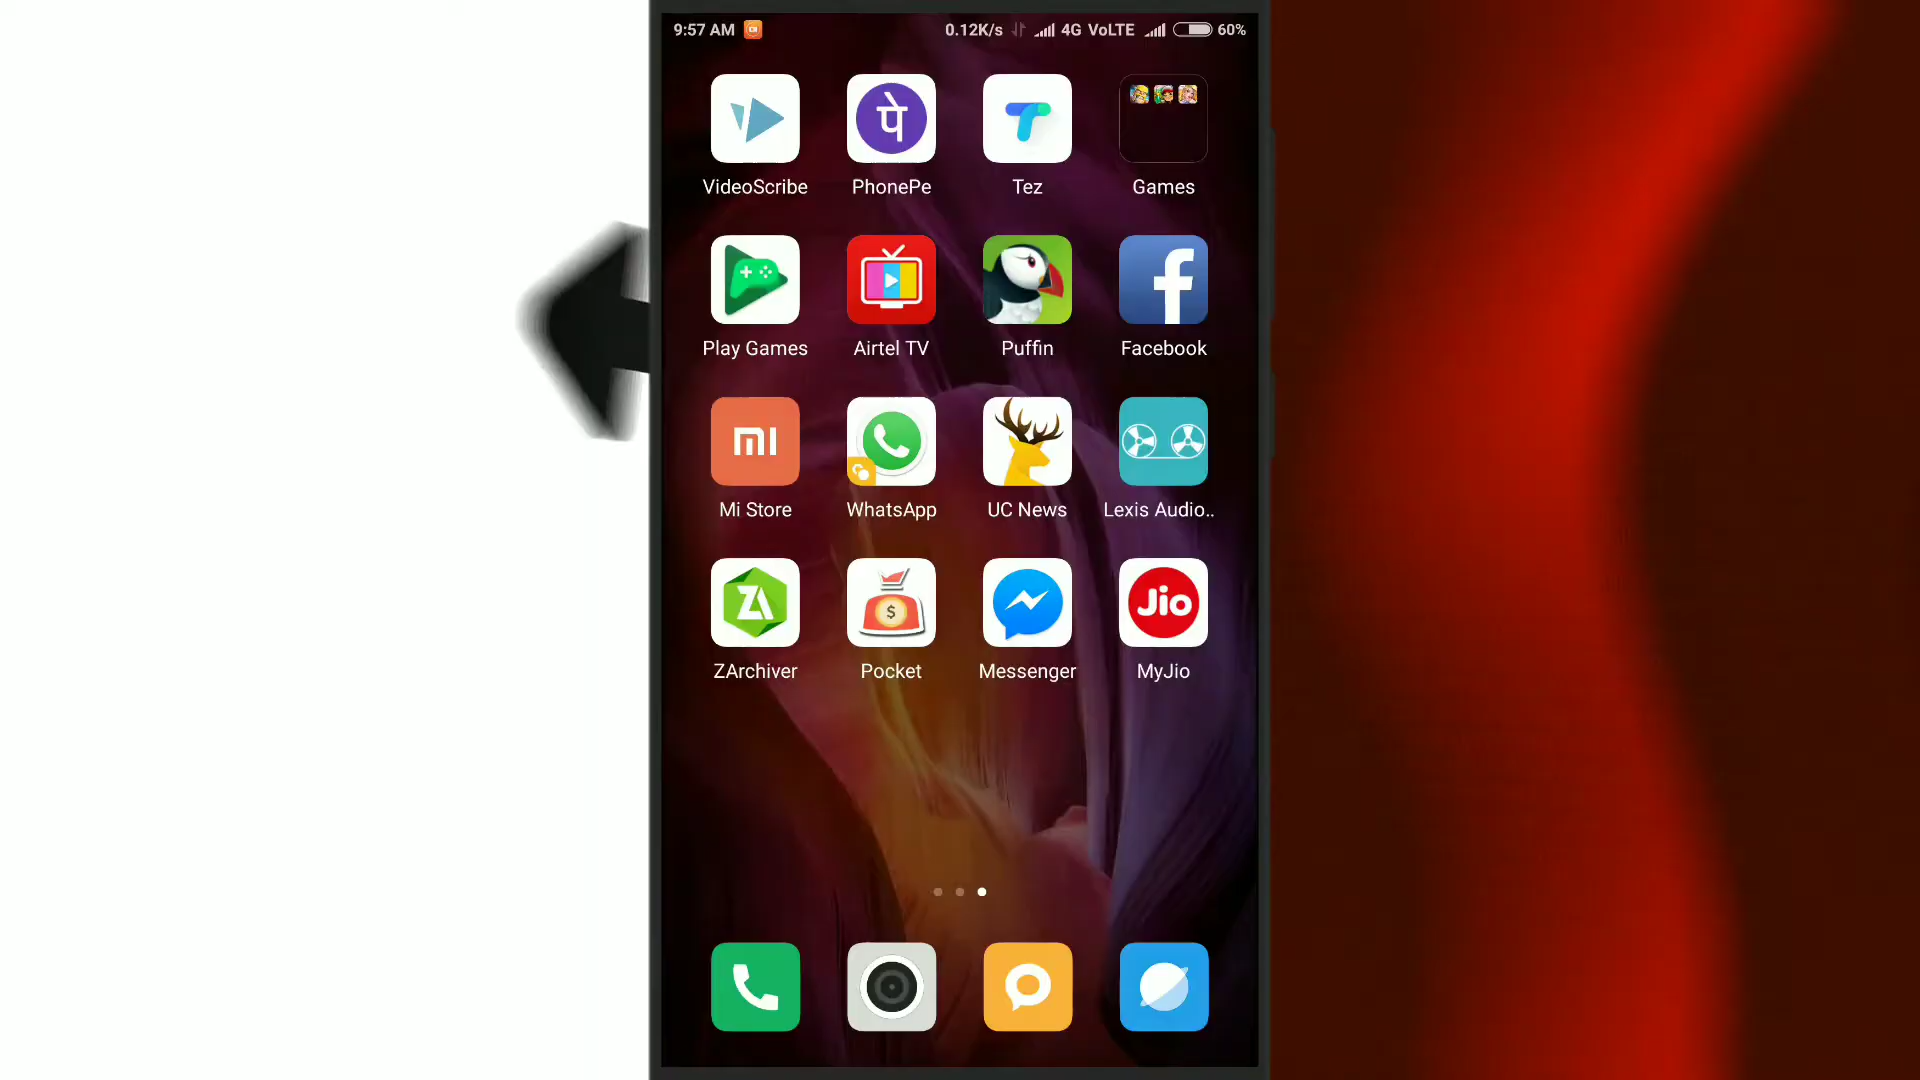 9:57 AM 0.12K/s 4G VoLTE 60%
पे
VideoScribe PhonePe Tez Games
Play Games Airtel TV Puffin Facebook
mi
Mi Store WhatsApp UC News Lexis Audio..
ZA $ Jio
ZArchiver Pocket Messenger MyJio